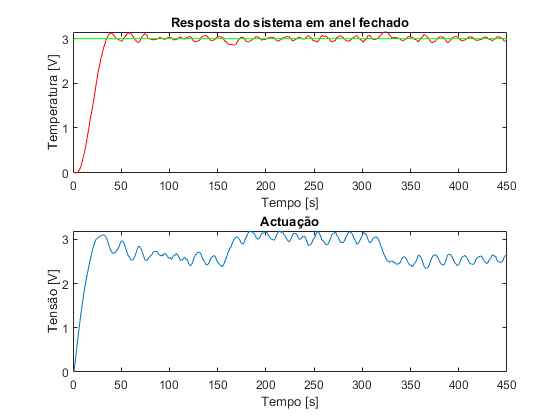 Resposta do sistema em anel fechado
3
2
1
0
Temperatura [V]
0 50 100 150 200 250 300 350 400 450
Tempo [s]
Actuação
3
2
1
0
Tensão [V]
0 50 100 150 200 250 300 350 400 450
Tempo [s]